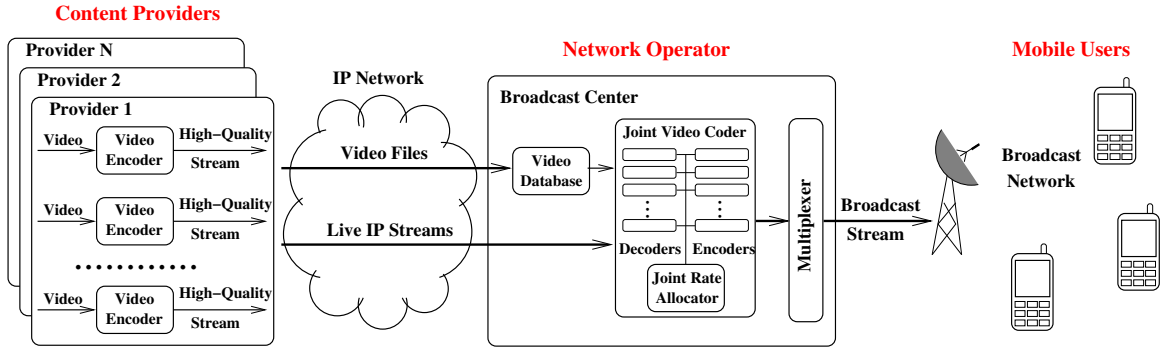 Content Providers
Network Operator
Mobile Users
Provider N
Provider 2
Provider 1
Video
Video
Encoder
High-Quality
Stream
Video
Video
Encoder
High-Quality
Stream
Video
Video
Encoder
High-Quality
Stream
IP Network
Video Files
Live IP Streams
Broadcast Center
Video
Database
Joint Video Coder
Decoders
Encoders
Joint Rate
Allocator
Multiplexer
Broadcast
Stream
Broadcast
Network